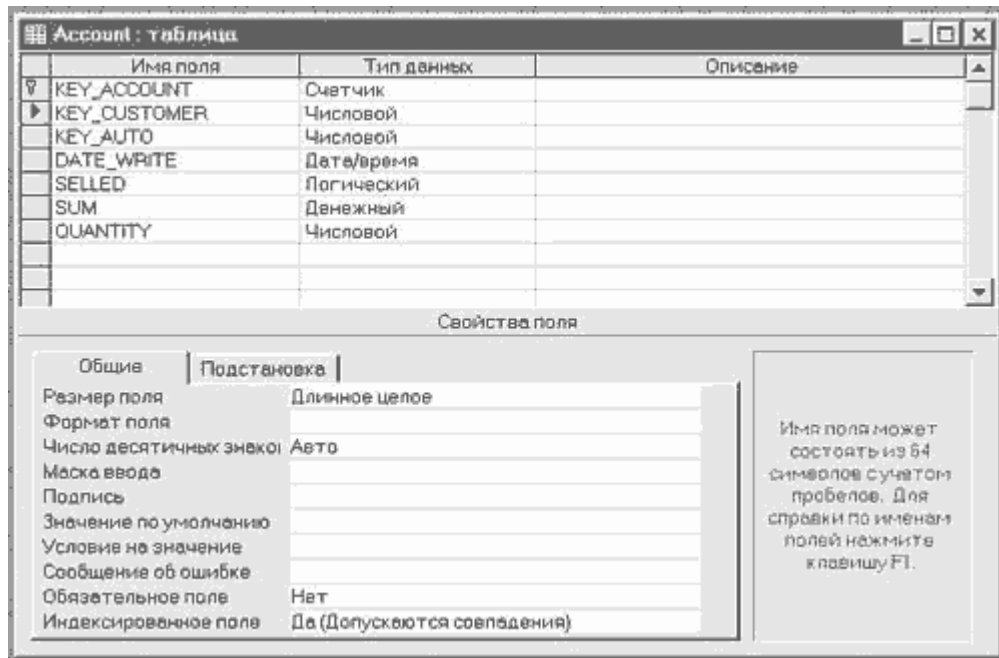 Account : таблица
Имя поля Тип данных Описание
KEY_ACCOUNT Счетчик
KEY_CUSTOMER Числовой
KEY_AUTO Числовой
DATE_WRITE Дата/время
SELLED Логический
SUM Денежный
QUANTITY Числовой
Свойства поля
Общие Подстановка
Размер поля Длинное целое
Формат поля
Число десятичных знаков Авто
Маска ввода
Подпись
Значение по умолчанию
Условие на значение
Сообщение об ошибке
Обязательное поле Нет
Индексированное поле Да (Допускаются совпадения)
Имя поля может
состоять из 64
символов с учетом
пробелов. Для
справки по именам
полей нажмите
клавишу F1.